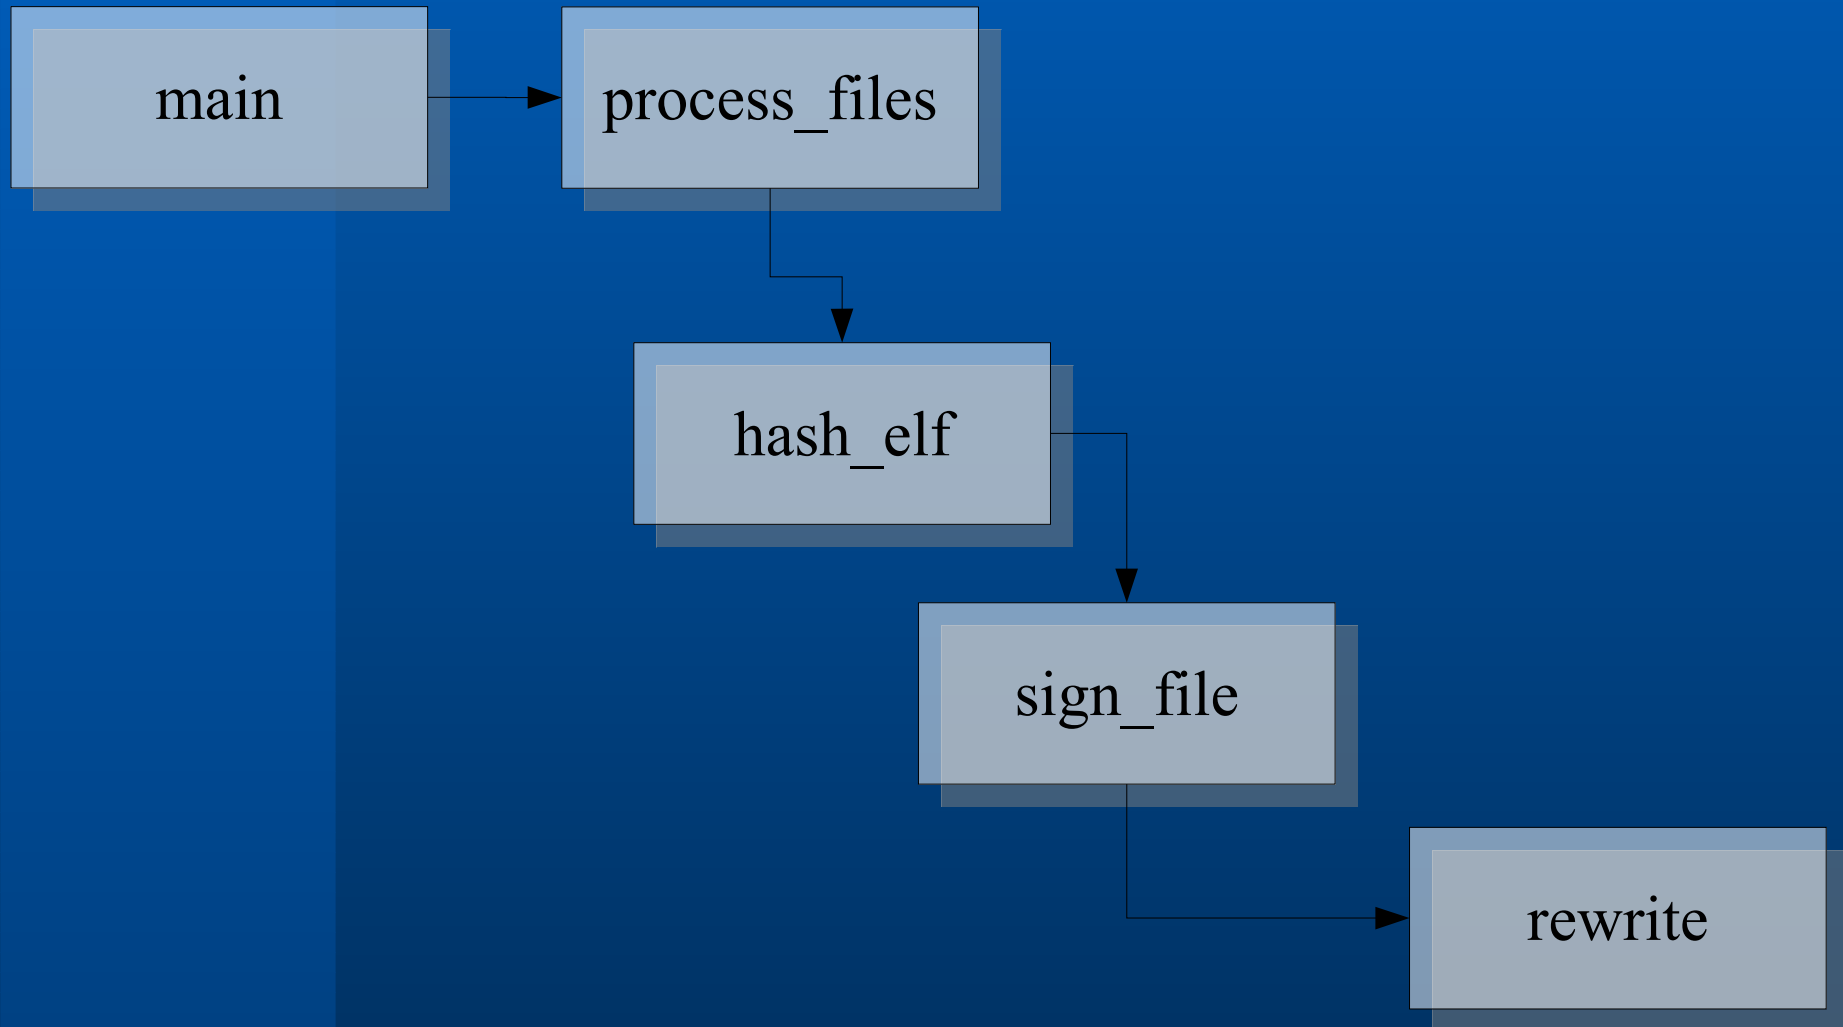 main
process_files
hash_elf
sign_file
rewrite